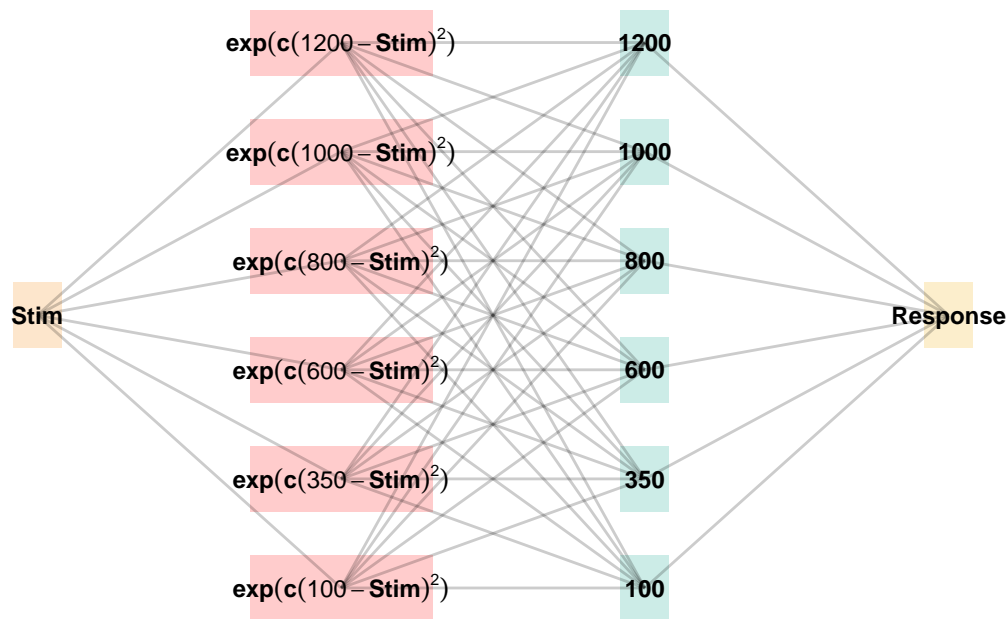 exp(c(1200 – Stim)²)
1200
exp(c(1000 – Stim)²)
1000
exp(c(800 – Stim)²)
800
Stim
Response
exp(c(600 – Stim)²)
600
exp(c(350 – Stim)²)
350
exp(c(100 – Stim)²)
100